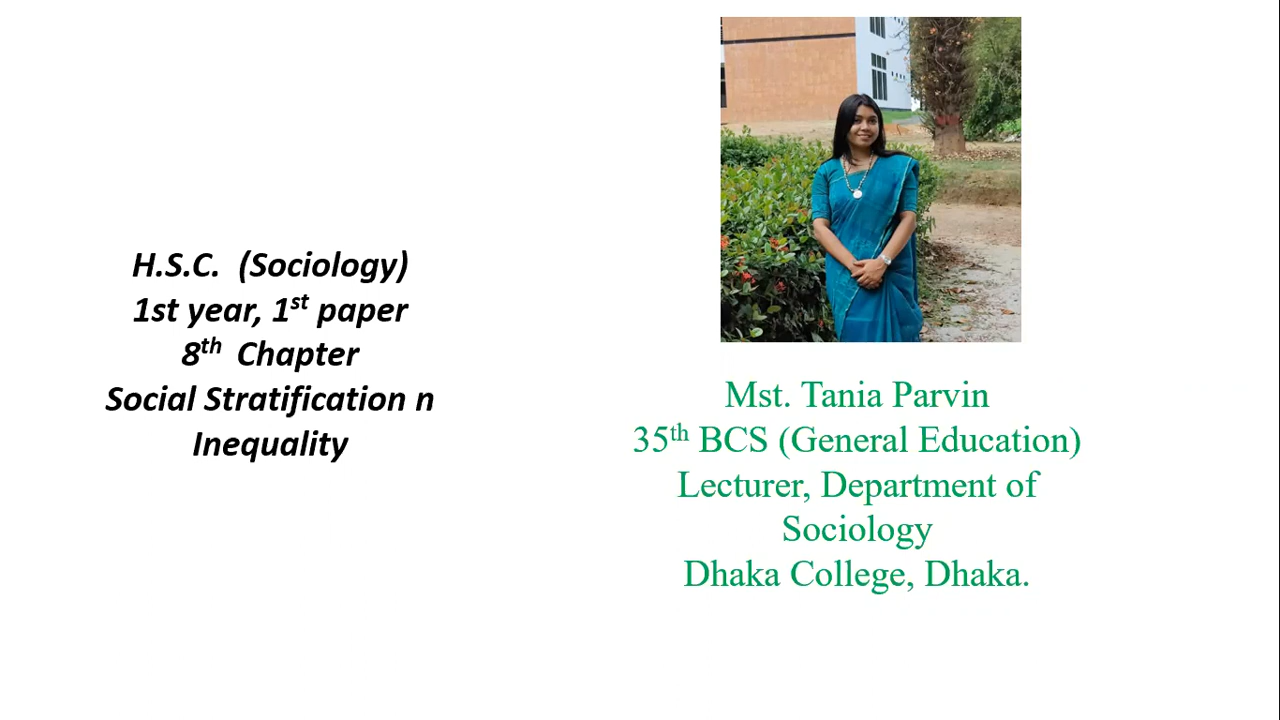 H.S.C. (Sociology)
1st year, 1st paper
8th Chapter
Social Stratification n
Inequality
Mst. Tania Parvin
35th BCS (General Education)
Lecturer, Department of
Sociology
Dhaka College, Dhaka.